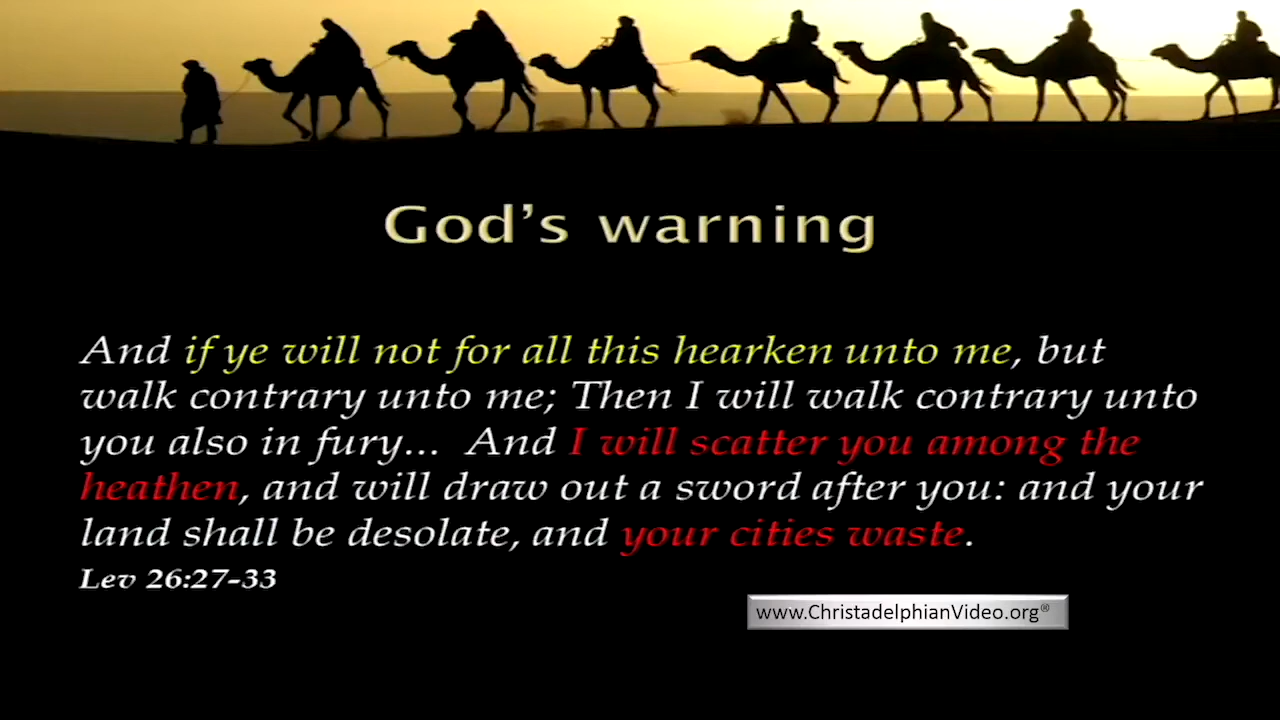 God’s warning
And if ye will not for all this hearken unto me, but
walk contrary unto me; Then I will walk contrary unto
you also in fury... And I will scatter you among the
heathen, and will draw out a sword after you: and your
land shall be desolate, and your cities waste.
Lev 26:27-33
www.ChristadelphianVideo.org®